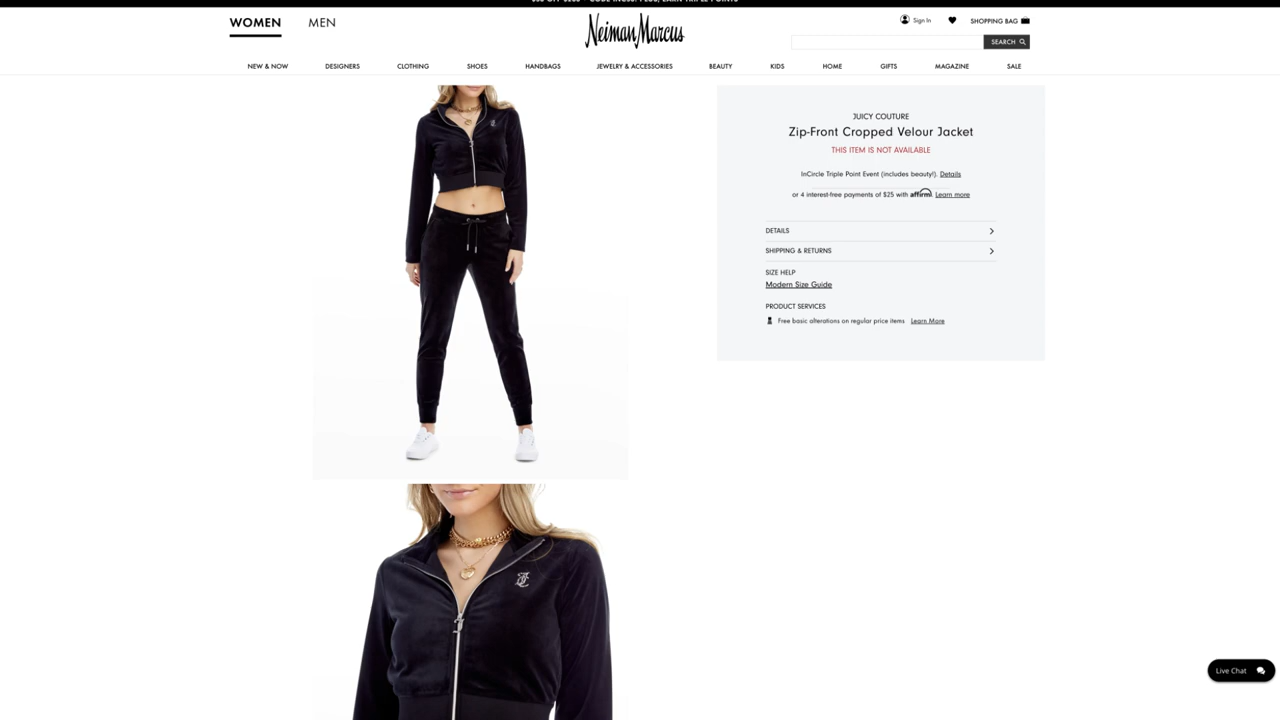 WOMEN
MEN
Neiman Marcus
Sign In
SHOPPING BAG
SEARCH
NEW & NOW
DESIGNERS
CLOTHING
SHOES
HANDBAGS
JEWELRY & ACCESSORIES
BEAUTY
KIDS
HOME
GIFTS
MAGAZINE
SALE
JUICY COUTURE
Zip-Front Cropped Velour Jacket
THIS ITEM IS NOT AVAILABLE
InCircle Triple Point Event (includes beauty!). Details
or 4 interest-free payments of $25 with affirm. Learn more
DETAILS
SHIPPING & RETURNS
SIZE HELP
Modern Size Guide
PRODUCT SERVICES
Free basic alterations on regular price items Learn More
Live Chat